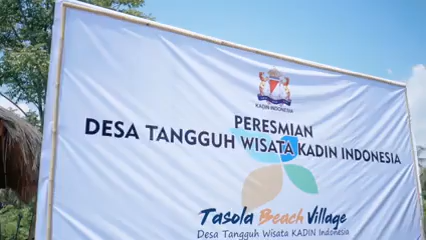 KADIN INDONESIA
PERESMIAN
DESA TANGGUH WISATA KADIN INDONESIA
Tasola Beach Village
Desa Tangguh Wisata KADIN Indonesia